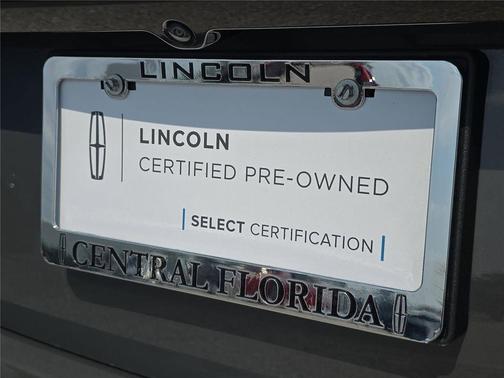 LINCOLN
LINCOLN
CERTIFIED PRE-OWNED
SELECT CERTIFICATION
CENTRAL FLORIDA